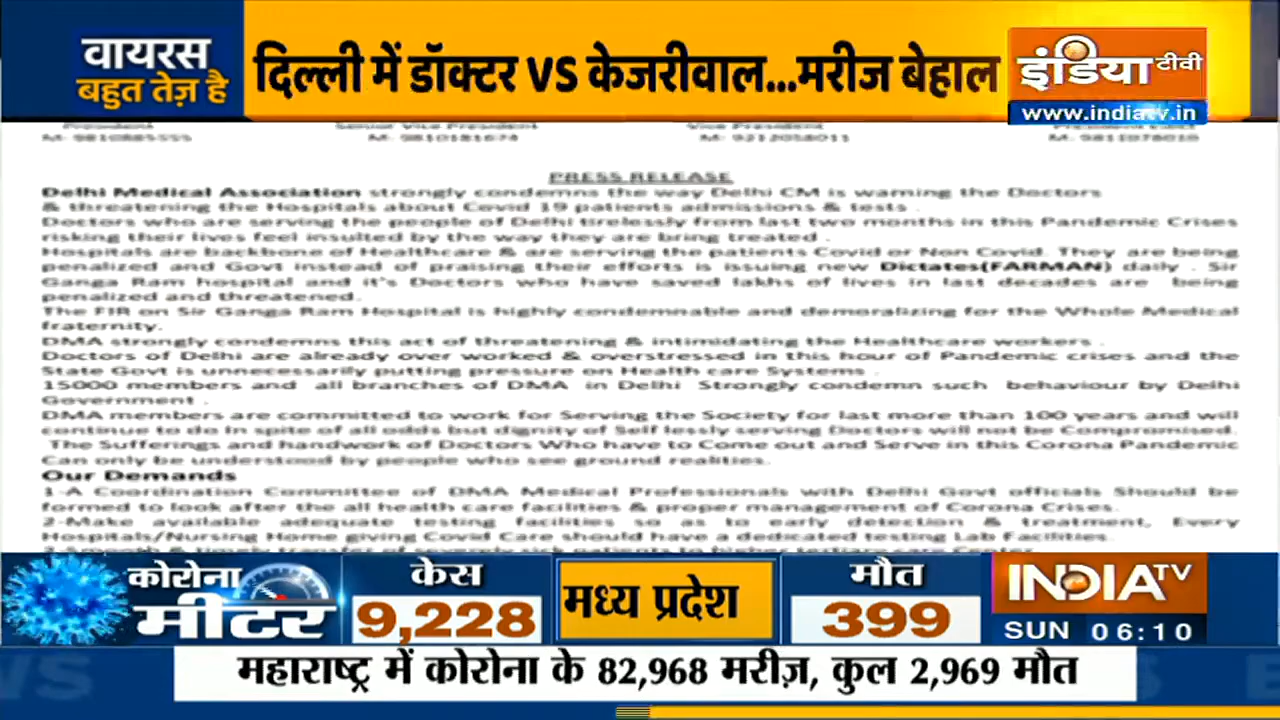 वायरस
बहुत तेज़ है
दिल्ली में डॉक्टर VS केजरीवाल...मरीज बेहाल
इंडिया टीवी
www.indiatv.in
President Senior Vice President Vice President President Elect
M- 9810885555 M- 9810181674 M- 9212058011 M- 9811078010
PRESS RELEASE
Delhi Medical Association strongly condemns the way Delhi CM is warning the Doctors
& threatening the Hospitals about Covid 19 patients admissions & tests .
Doctors who are serving the people of Delhi tirelessly from last two months in this Pandemic Crises
risking their lives feel insulted by the way they are bring treated .
Hospitals are backbone of Healthcare & are serving the patients Covid or Non Covid. They are being
penalized and Govt instead of praising their efforts is issuing new Dictates(FARMAN) daily . Sir
Ganga Ram hospital and it's Doctors who have saved lakhs of lives in last decades are being
penalized and threatened.
The FIR on Sir Ganga Ram Hospital is highly condemnable and demoralizing for the Whole Medical
fraternity.
DMA strongly condemns this act of threatening & intimidating the Healthcare workers .
Doctors of Delhi are already over worked & overstressed in this hour of Pandemic crises and the
State Govt is unnecessarily putting pressure on Health care Systems .
15000 members and all branches of DMA in Delhi Strongly condemn such behaviour by Delhi
Government .
DMA members are committed to work for Serving the Society for last more than 100 years and will
continue to do In spite of all odds but dignity of Self lessly serving Doctors will not be Compromised.
The Sufferings and handwork of Doctors Who have to Come out and Serve in this Corona Pandemic
Can only be understood by people who see ground realities.
Our Demands
1-A Coordination Committee of DMA Medical Professionals with Delhi Govt officials Should be
formed to look after the all health care facilities & proper management of Corona Crises.
2-Make available adequate testing facilities so as to early detection & treatment, Every
Hospitals/Nursing Home giving Covid Care should have a dedicated testing Lab Facilities.
कोरोना मीटर
केस
9,228
मध्य प्रदेश
मौत
399
INDIA TV
SUN 06:10
महाराष्ट्र में कोरोना के 82,968 मरीज़, कुल 2,969 मौत